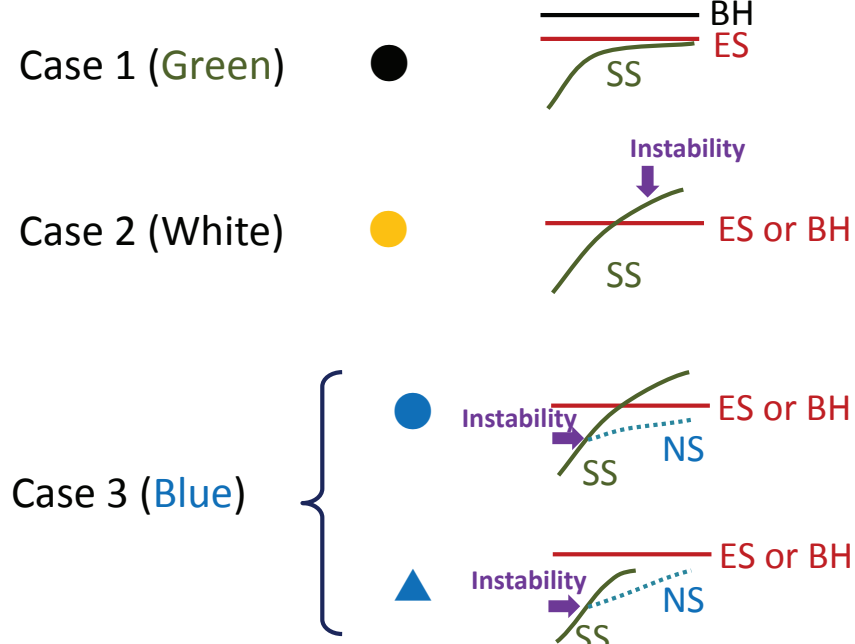 BH
Case 1 (Green)
ES
SS
Instability
Case 2 (White)
ES or BH
SS
ES or BH
Instability
NS
SS
Case 3 (Blue)
ES or BH
Instability
NS
SS